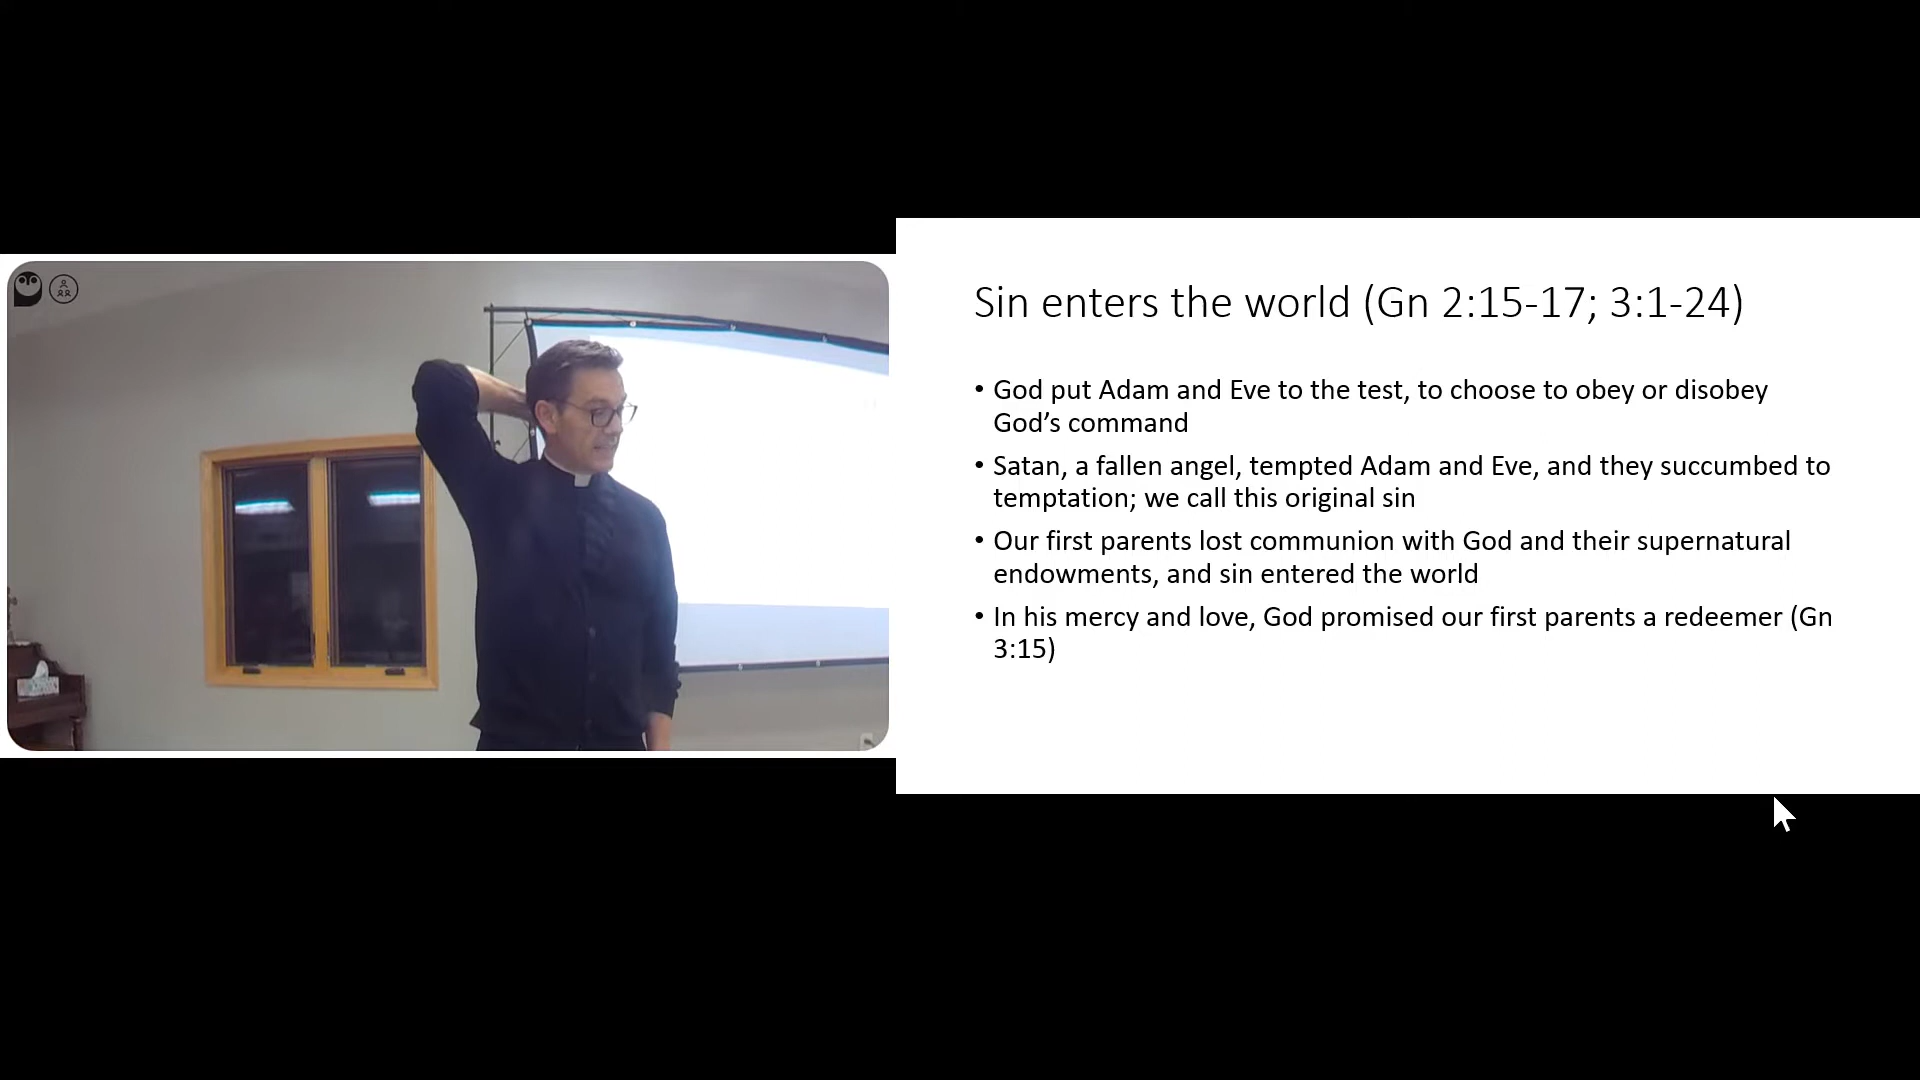 Sin enters the world (Gn 2:15-17; 3:1-24)
• God put Adam and Eve to the test, to choose to obey or disobey
God’s command
• Satan, a fallen angel, tempted Adam and Eve, and they succumbed to
temptation; we call this original sin
• Our first parents lost communion with God and their supernatural
endowments, and sin entered the world
• In his mercy and love, God promised our first parents a redeemer (Gn
3:15)